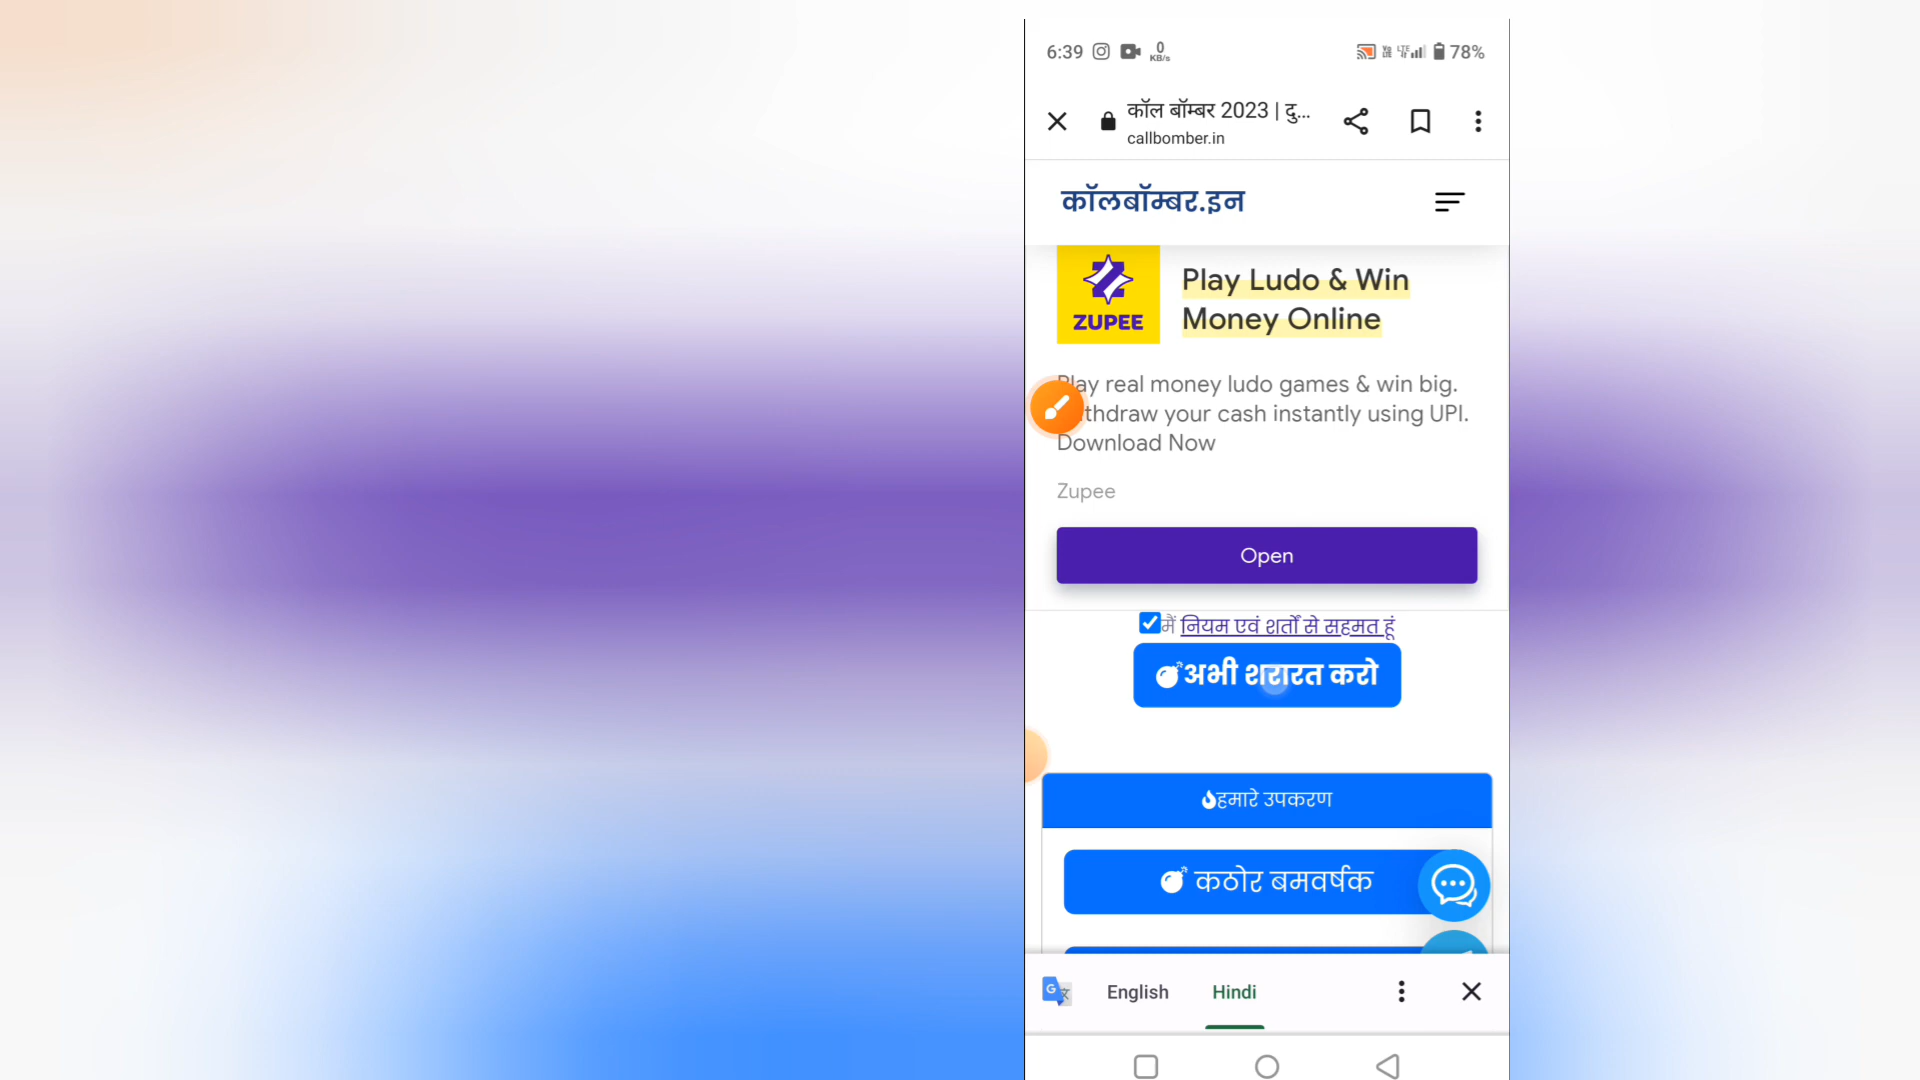 6:39 0 KB/s 78%
कॉल बॉम्बर 2023 | दु...
callbomber.in
कॉलबॉम्बर.इन
ZUPEE
Play Ludo & Win
Money Online
Play real money ludo games & win big.
thdraw your cash instantly using UPI.
Download Now
Zupee
Open
मैं नियम एवं शर्तों से सहमत हूं
अभी शरारत करो
हमारे उपकरण
कठोर बमवर्षक
English Hindi